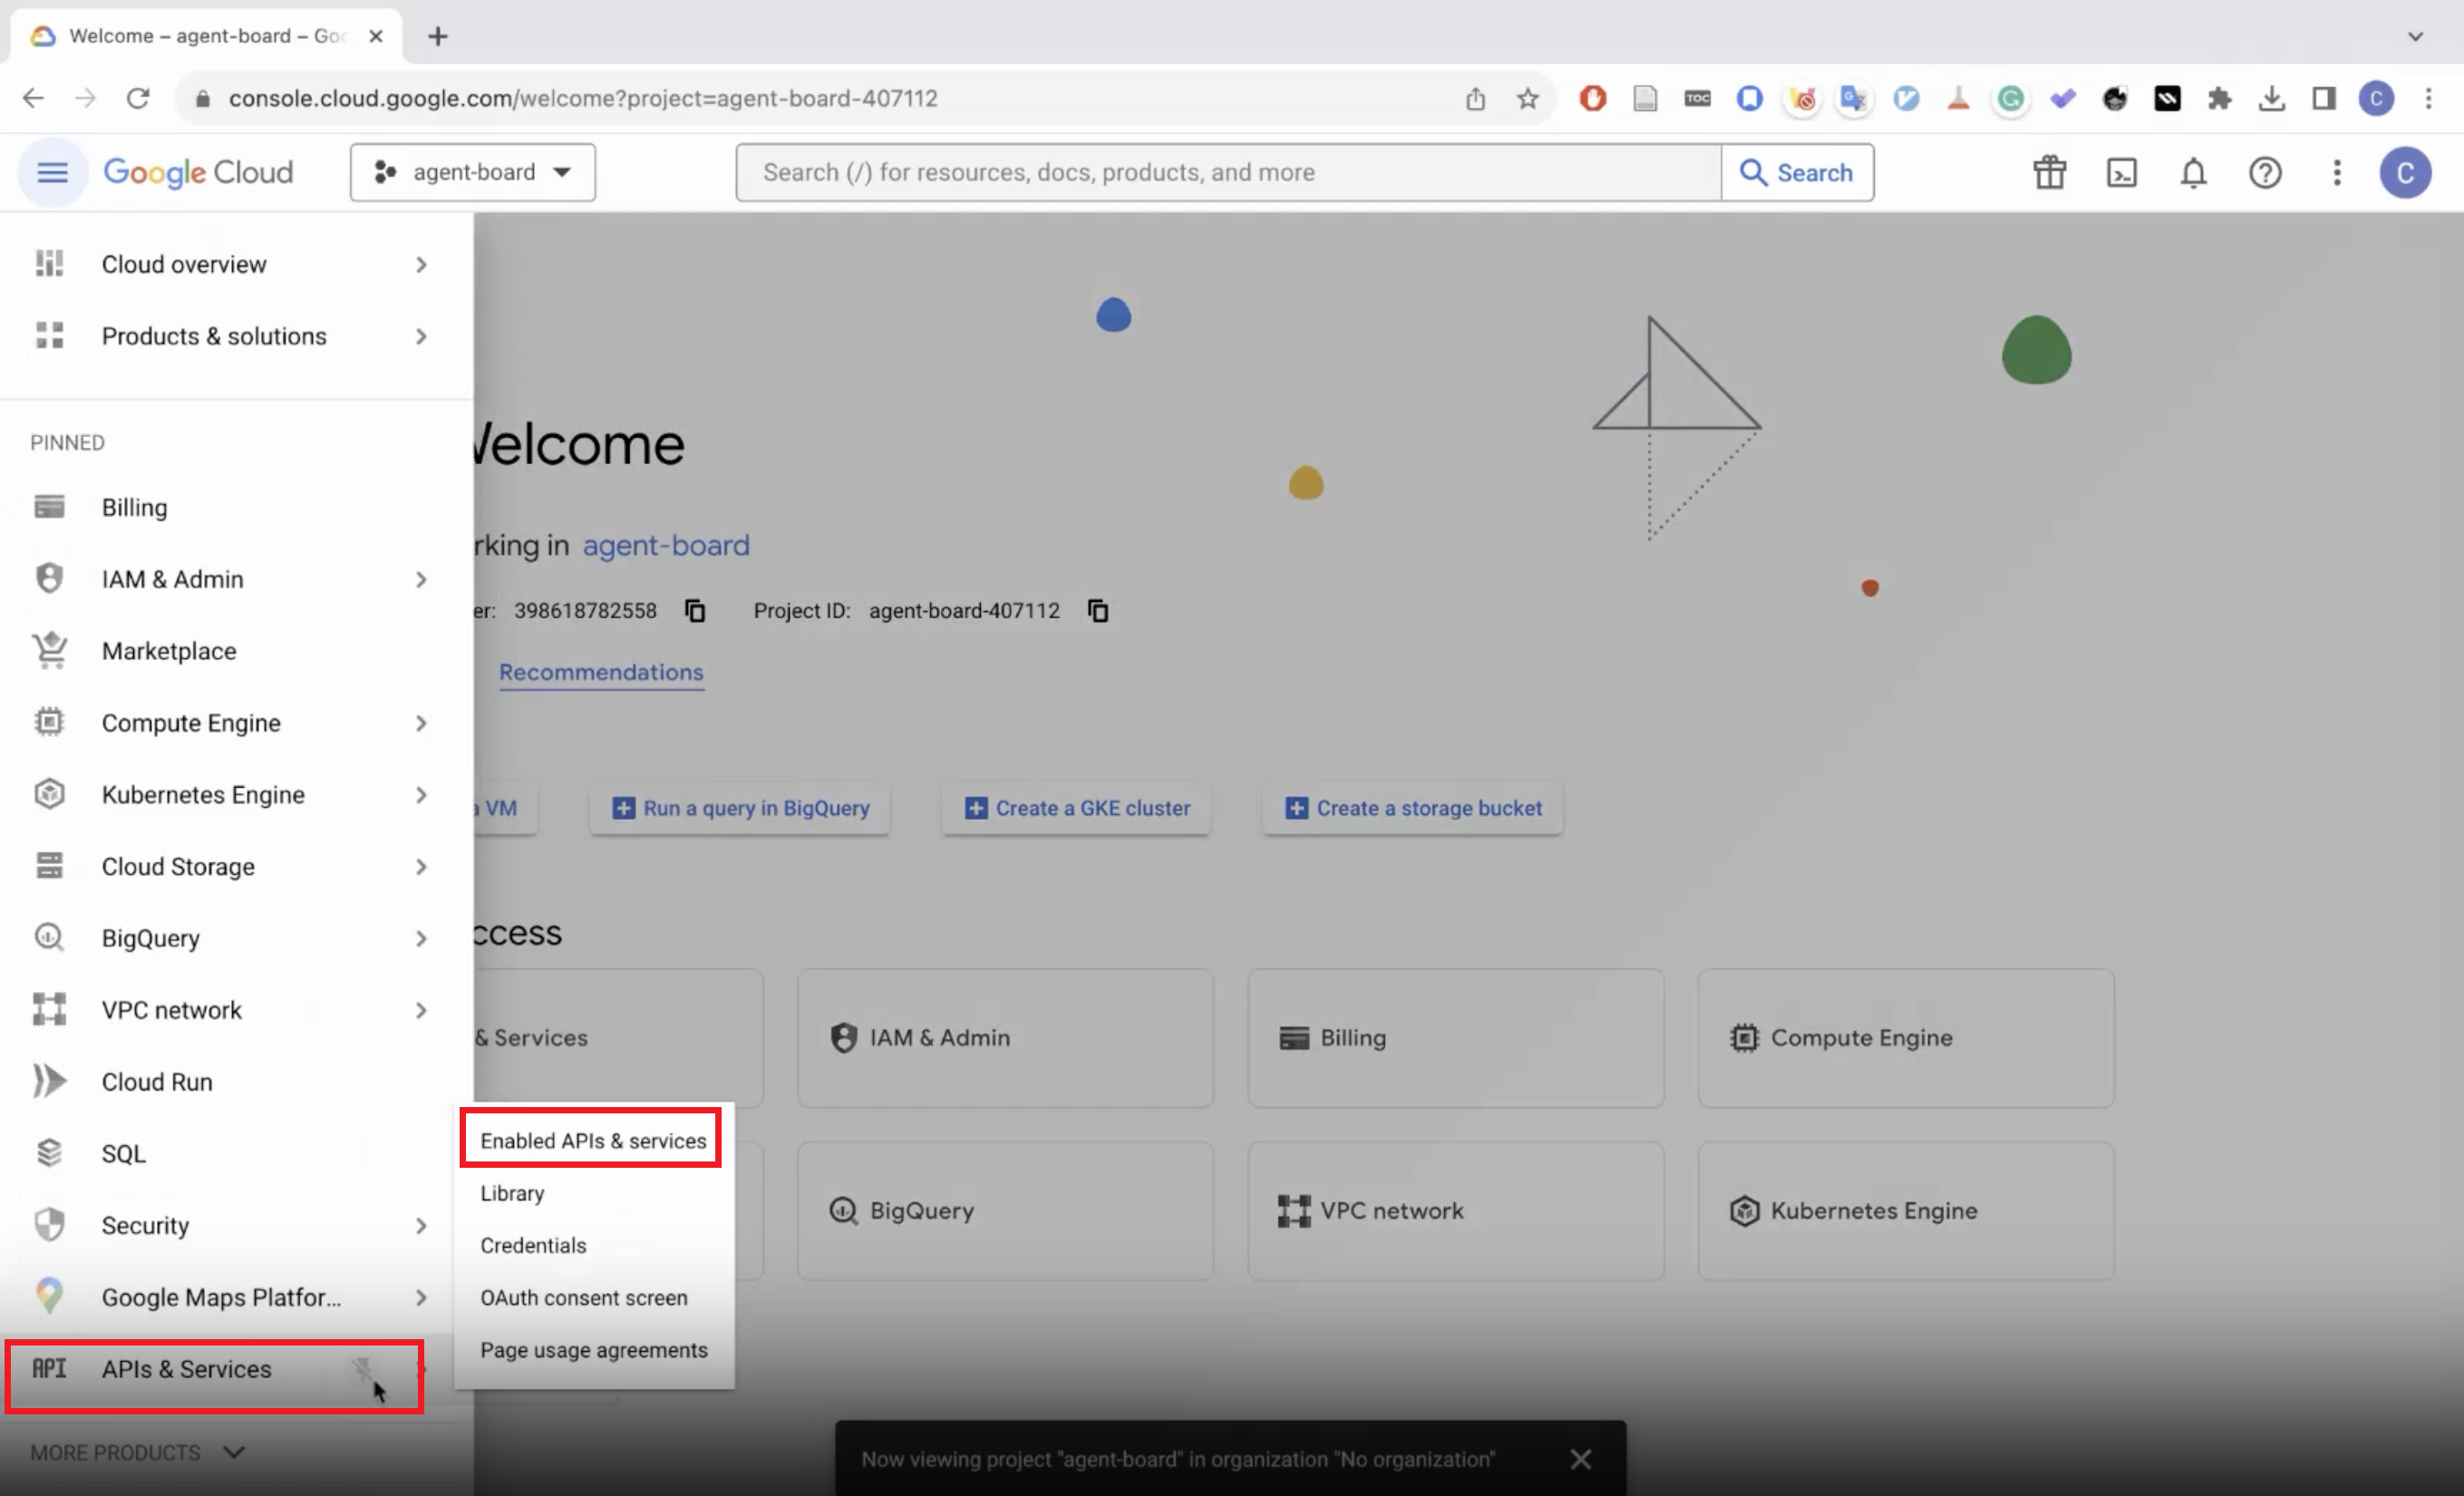 Welcome – agent-board – Goo
console.cloud.google.com/welcome?project=agent-board-407112
TOC
C
Google Cloud
agent-board
Search (/) for resources, docs, products, and more
Search
C
Cloud overview
Products & solutions
PINNED
Billing
IAM & Admin
Marketplace
Compute Engine
Kubernetes Engine
Cloud Storage
BigQuery
VPC network
Cloud Run
SQL
Security
Google Maps Platfor...
API APIs & Services
MORE PRODUCTS
Enabled APIs & services
Library
Credentials
OAuth consent screen
Page usage agreements
Welcome
rking in agent-board
er: 398618782558 Project ID: agent-board-407112
Recommendations
a VM
Run a query in BigQuery
Create a GKE cluster
Create a storage bucket
ccess
& Services
IAM & Admin
Billing
Compute Engine
BigQuery
VPC network
Kubernetes Engine
Now viewing project "agent-board" in organization "No organization"